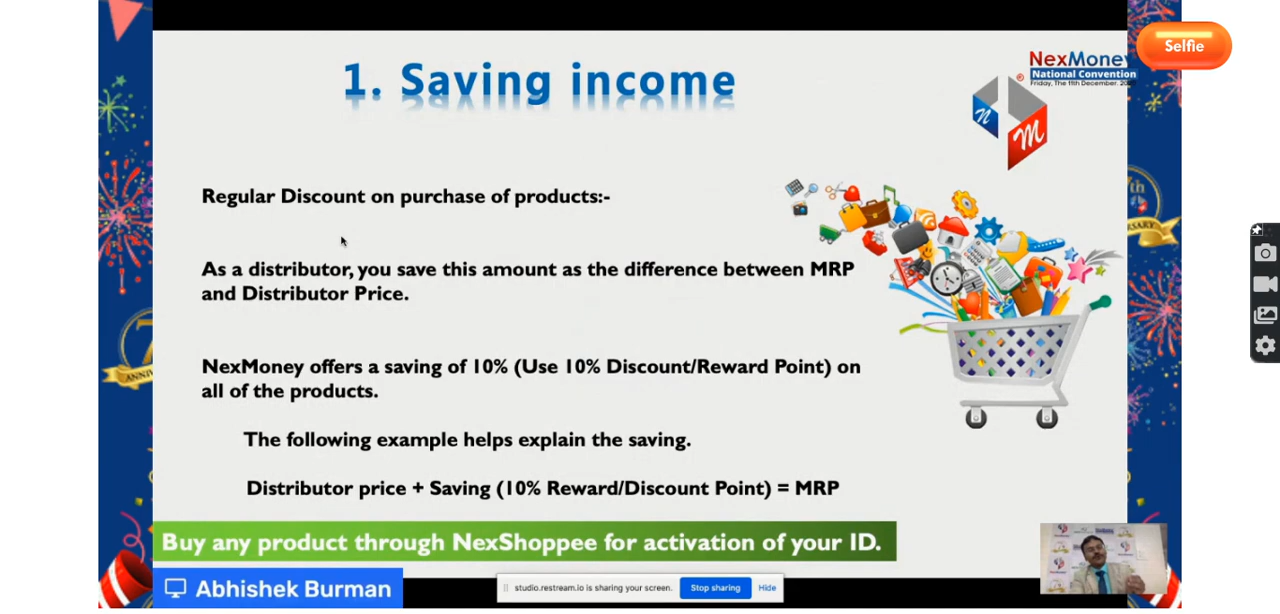 Selfie
NexMoney
National Convention
Friday, The 11th December.
1. Saving income
Regular Discount on purchase of products:-
As a distributor, you save this amount as the difference between MRP
and Distributor Price.
NexMoney offers a saving of 10% (Use 10% Discount/Reward Point) on
all of the products.
The following example helps explain the saving.
Distributor price + Saving (10% Reward/Discount Point) = MRP
Buy any product through NexShoppee for activation of your ID.
Abhishek Burman
studio.restream.io is sharing your screen.
Stop sharing
Hide